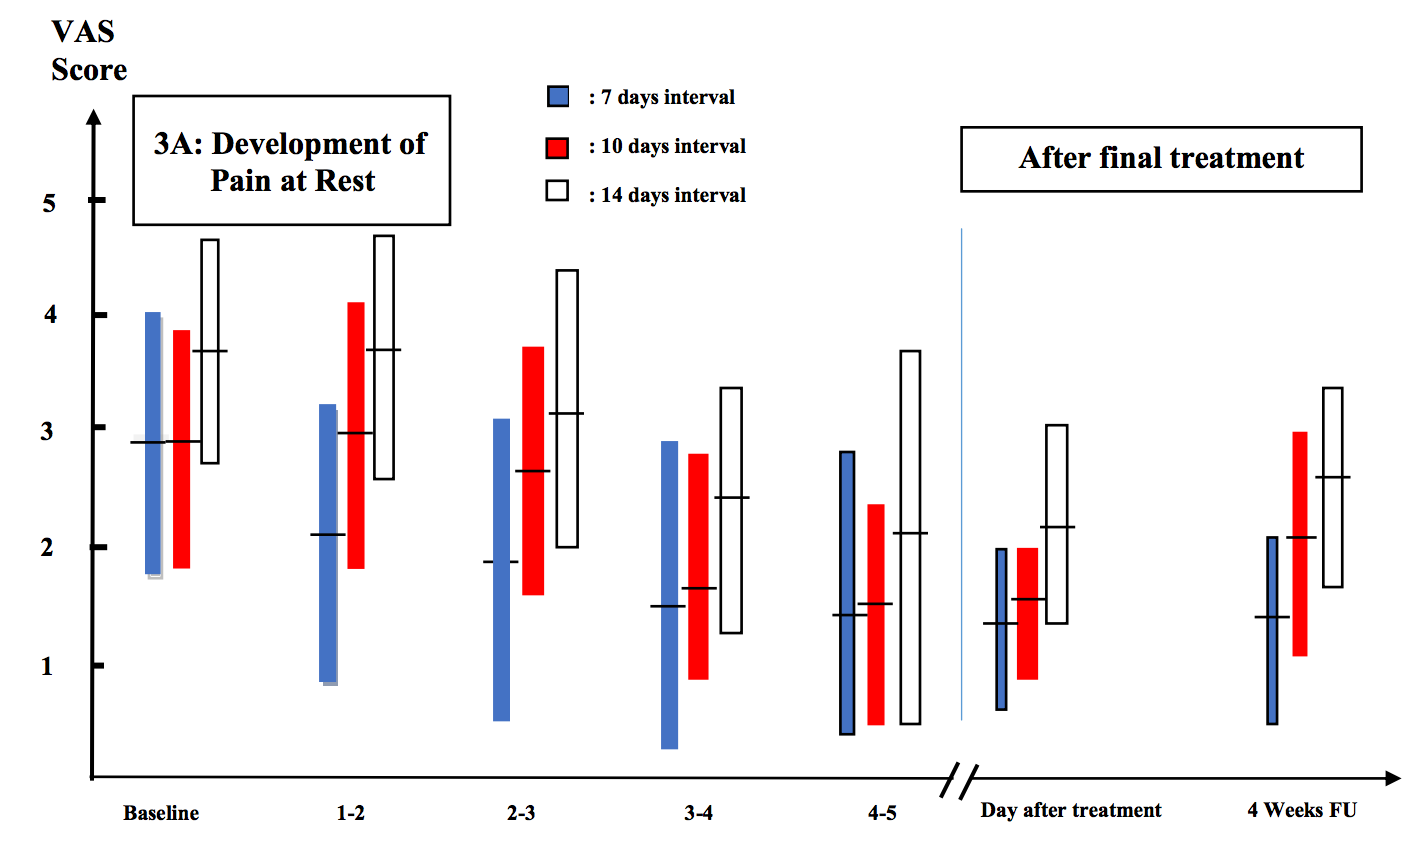 VAS
Score
3A: Development of
Pain at Rest
: 7 days interval
: 10 days interval
: 14 days interval
After final treatment
5
4
3
2
1
Baseline
1-2
2-3
3-4
4-5
Day after treatment
4 Weeks FU